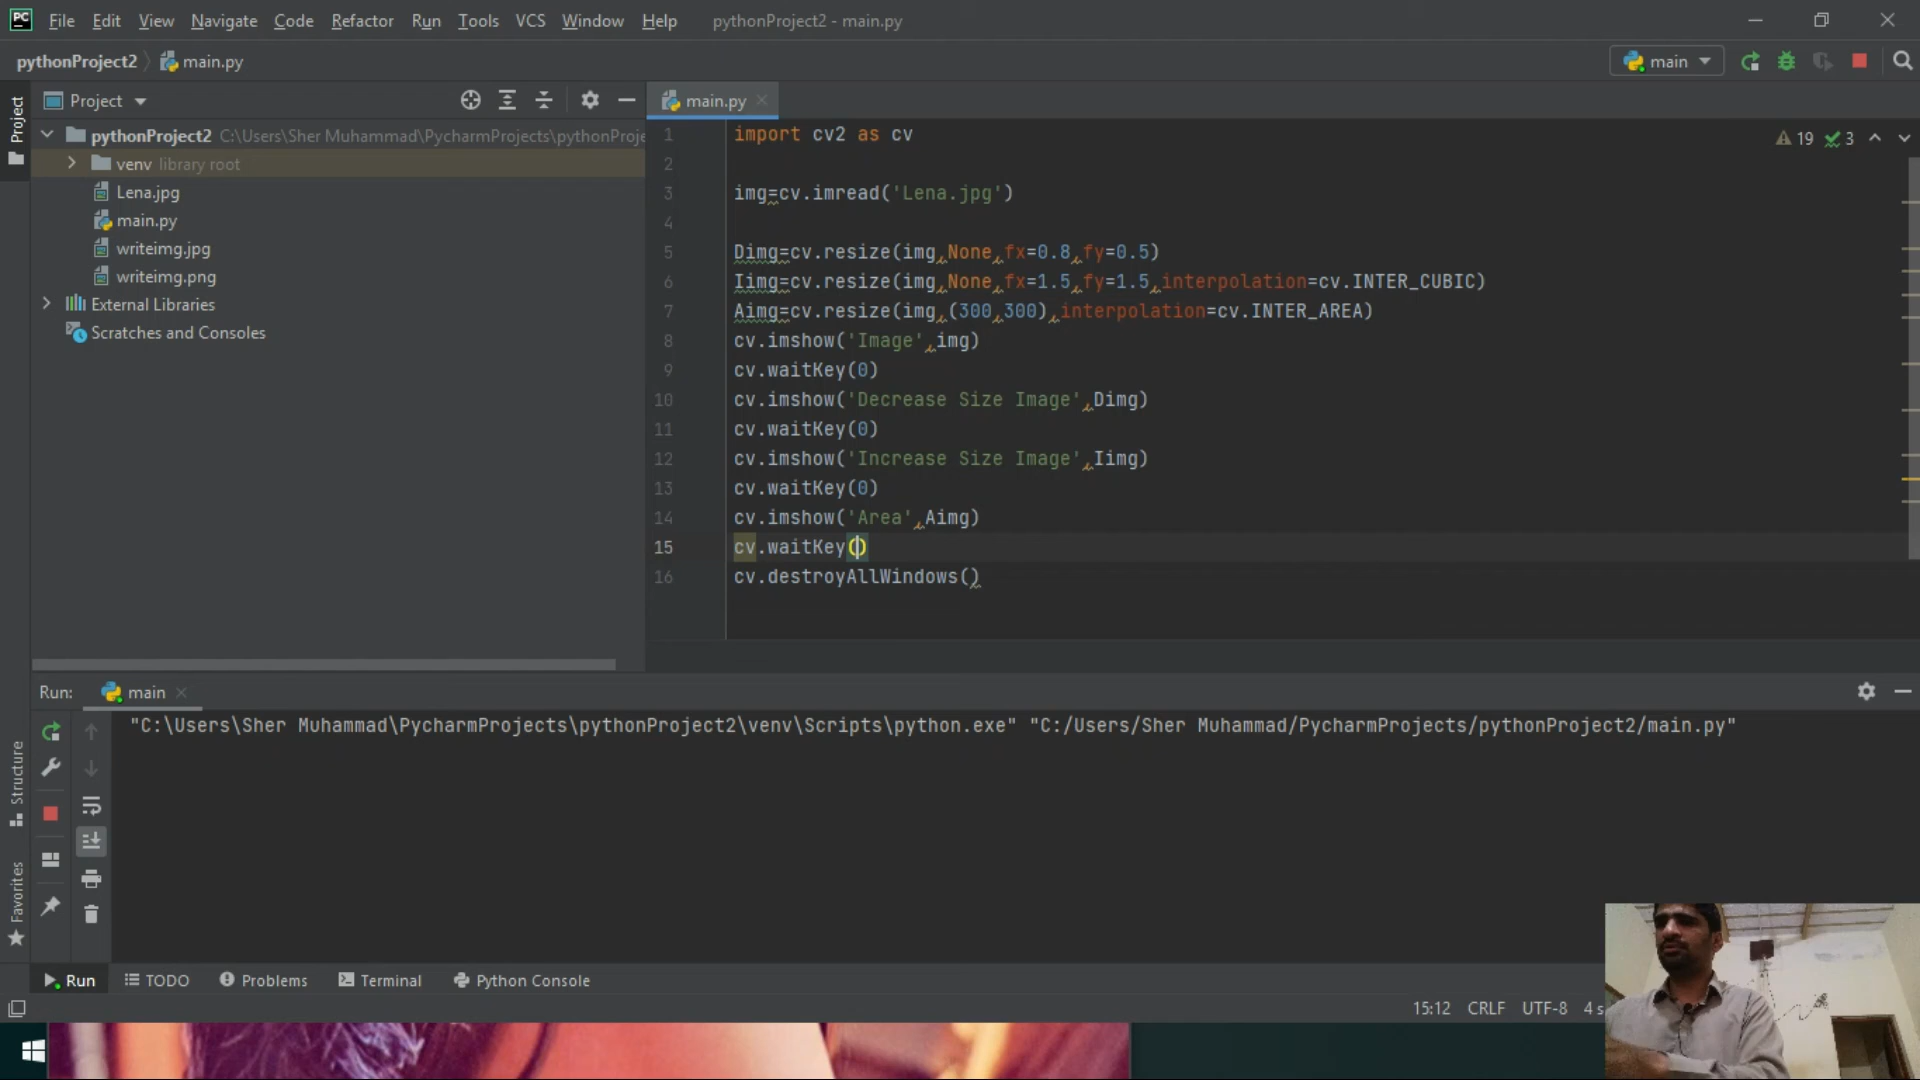 PC File Edit View Navigate Code Refactor Run Tools VCS Window Help pythonProject2 - main.py
pythonProject2 main.py
main
Project
Project
main.py
pythonProject2 C:\Users\Sher Muhammad\PycharmProjects\pythonProje
venv library root
Lena.jpg
main.py
writeimg.jpg
writeimg.png
External Libraries
Scratches and Consoles
19 3
1 import cv2 as cv
2
3 img=cv.imread('Lena.jpg')
4
5 Dimg=cv.resize(img,None,fx=0.8,fy=0.5)
6 Iimg=cv.resize(img,None,fx=1.5,fy=1.5,interpolation=cv.INTER_CUBIC)
7 Aimg=cv.resize(img,(300,300),interpolation=cv.INTER_AREA)
8 cv.imshow('Image',img)
9 cv.waitKey(0)
10 cv.imshow('Decrease Size Image',Dimg)
11 cv.waitKey(0)
12 cv.imshow('Increase Size Image',Iimg)
13 cv.waitKey(0)
14 cv.imshow('Area',Aimg)
15 cv.waitKey()
16 cv.destroyAllWindows()
Run: main
"C:\Users\Sher Muhammad\PycharmProjects\pythonProject2\venv\Scripts\python.exe" "C:/Users/Sher Muhammad/PycharmProjects/pythonProject2/main.py"
Structure
Favorites
Run TODO Problems Terminal Python Console
15:12 CRLF UTF-8 4 s